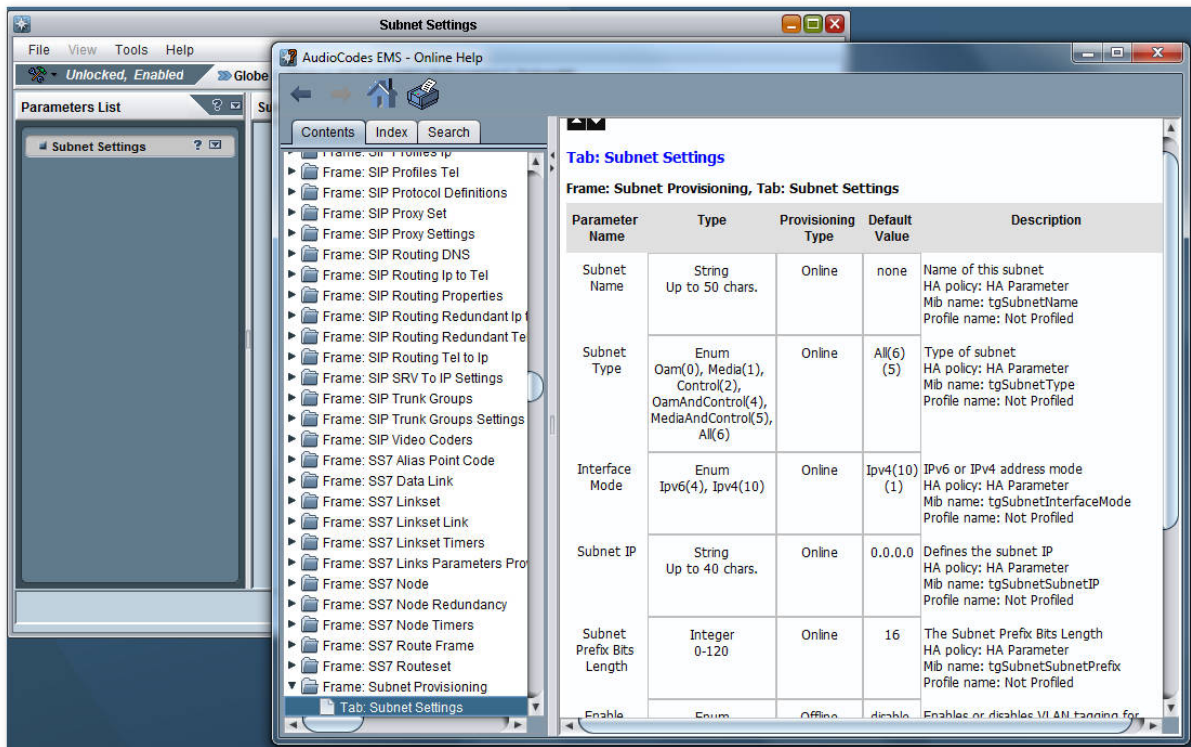 Subnet Settings
File View Tools Help
Unlocked, Enabled
Globe
Parameters List
?
Su
Subnet Settings ?
AudioCodes EMS - Online Help
Contents Index Search
Frame: SIP Profiles Ip
Frame: SIP Profiles Tel
Frame: SIP Protocol Definitions
Frame: SIP Proxy Set
Frame: SIP Proxy Settings
Frame: SIP Routing DNS
Frame: SIP Routing Ip to Tel
Frame: SIP Routing Properties
Frame: SIP Routing Redundant Ip t
Frame: SIP Routing Redundant Te
Frame: SIP Routing Tel to Ip
Frame: SIP SRV To IP Settings
Frame: SIP Trunk Groups
Frame: SIP Trunk Groups Settings
Frame: SIP Video Coders
Frame: SS7 Alias Point Code
Frame: SS7 Data Link
Frame: SS7 Linkset
Frame: SS7 Linkset Link
Frame: SS7 Linkset Timers
Frame: SS7 Links Parameters Pro
Frame: SS7 Node
Frame: SS7 Node Redundancy
Frame: SS7 Node Timers
Frame: SS7 Route Frame
Frame: SS7 Routeset
Frame: Subnet Provisioning
Tab: Subnet Settings
Tab: Subnet Settings
Frame: Subnet Provisioning, Tab: Subnet Settings
Parameter Type Provisioning Default Description
Name Type Value
Subnet String Online none Name of this subnet
Name Up to 50 chars. HA policy: HA Parameter
Mib name: tgSubnetName
Profile name: Not Profiled
Subnet Enum Online All(6) Type of subnet
Type Oam(0), Media(1), (5) HA policy: HA Parameter
Control(2), Mib name: tgSubnetType
OamAndControl(4), Profile name: Not Profiled
MediaAndControl(5),
All(6)
Interface Enum Online Ipv4(10) IPv6 or IPv4 address mode
Mode Ipv6(4), Ipv4(10) (1) HA policy: HA Parameter
Mib name: tgSubnetInterfaceMode
Profile name: Not Profiled
Subnet IP String Online 0.0.0.0 Defines the subnet IP
Up to 40 chars. HA policy: HA Parameter
Mib name: tgSubnetSubnetIP
Profile name: Not Profiled
Subnet Integer Online 16 The Subnet Prefix Bits Length
Prefix Bits 0-120 HA policy: HA Parameter
Length Mib name: tgSubnetSubnetPrefix
Profile name: Not Profiled
Enable Enum Offline disable Enables or disables VLAN tagging for